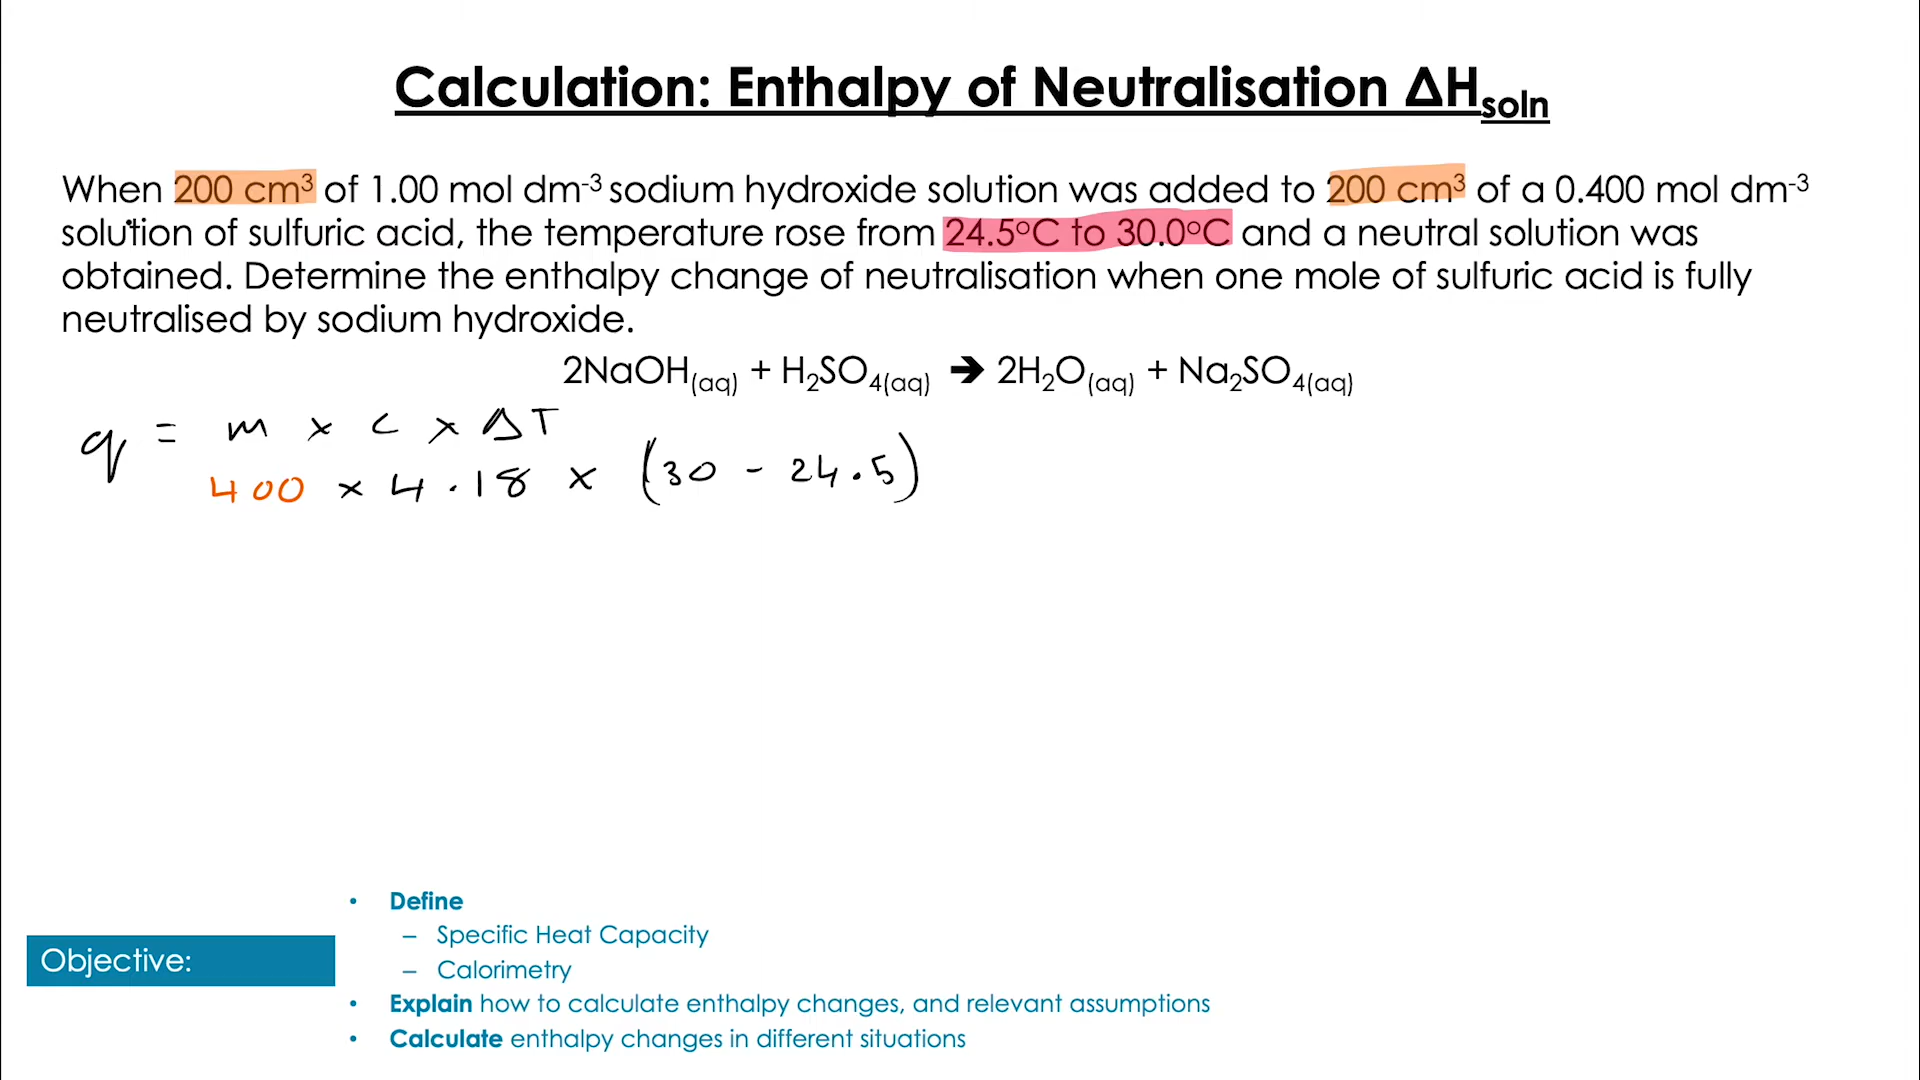 Calculation: Enthalpy of Neutralisation ΔHsoln
When 200 cm³ of 1.00 mol dm⁻³ sodium hydroxide solution was added to 200 cm³ of a 0.400 mol dm⁻³
solution of sulfuric acid, the temperature rose from 24.5°C to 30.0°C and a neutral solution was
obtained. Determine the enthalpy change of neutralisation when one mole of sulfuric acid is fully
neutralised by sodium hydroxide.
2NaOH(aq) + H₂SO₄(aq) ➔ 2H₂O(aq) + Na₂SO₄(aq)
q = m × c × ΔT
400 × 4.18 × (30 - 24.5)
Objective:
• Define
– Specific Heat Capacity
– Calorimetry
• Explain how to calculate enthalpy changes, and relevant assumptions
• Calculate enthalpy changes in different situations